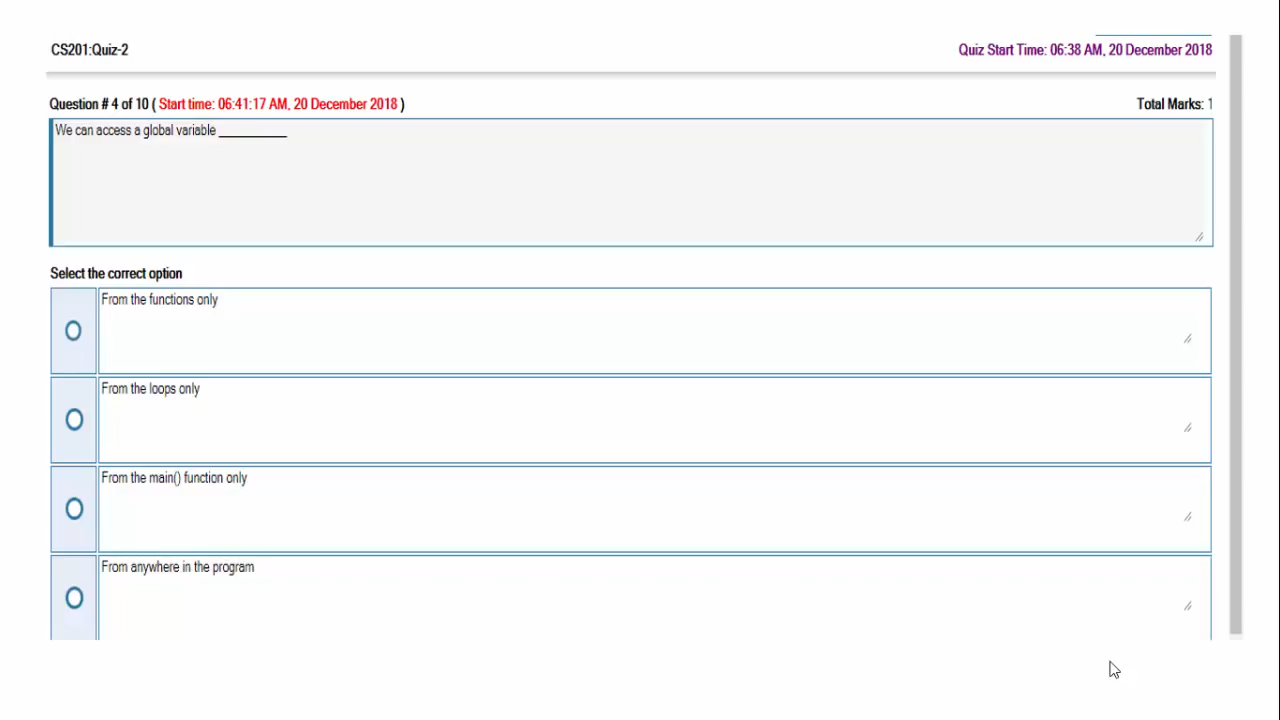 CS201:Quiz-2
Quiz Start Time: 06:38 AM, 20 December 2018
Question # 4 of 10 ( Start time: 06:41:17 AM, 20 December 2018 )
Total Marks: 1
We can access a global variable __________
Select the correct option
From the functions only
From the loops only
From the main() function only
From anywhere in the program